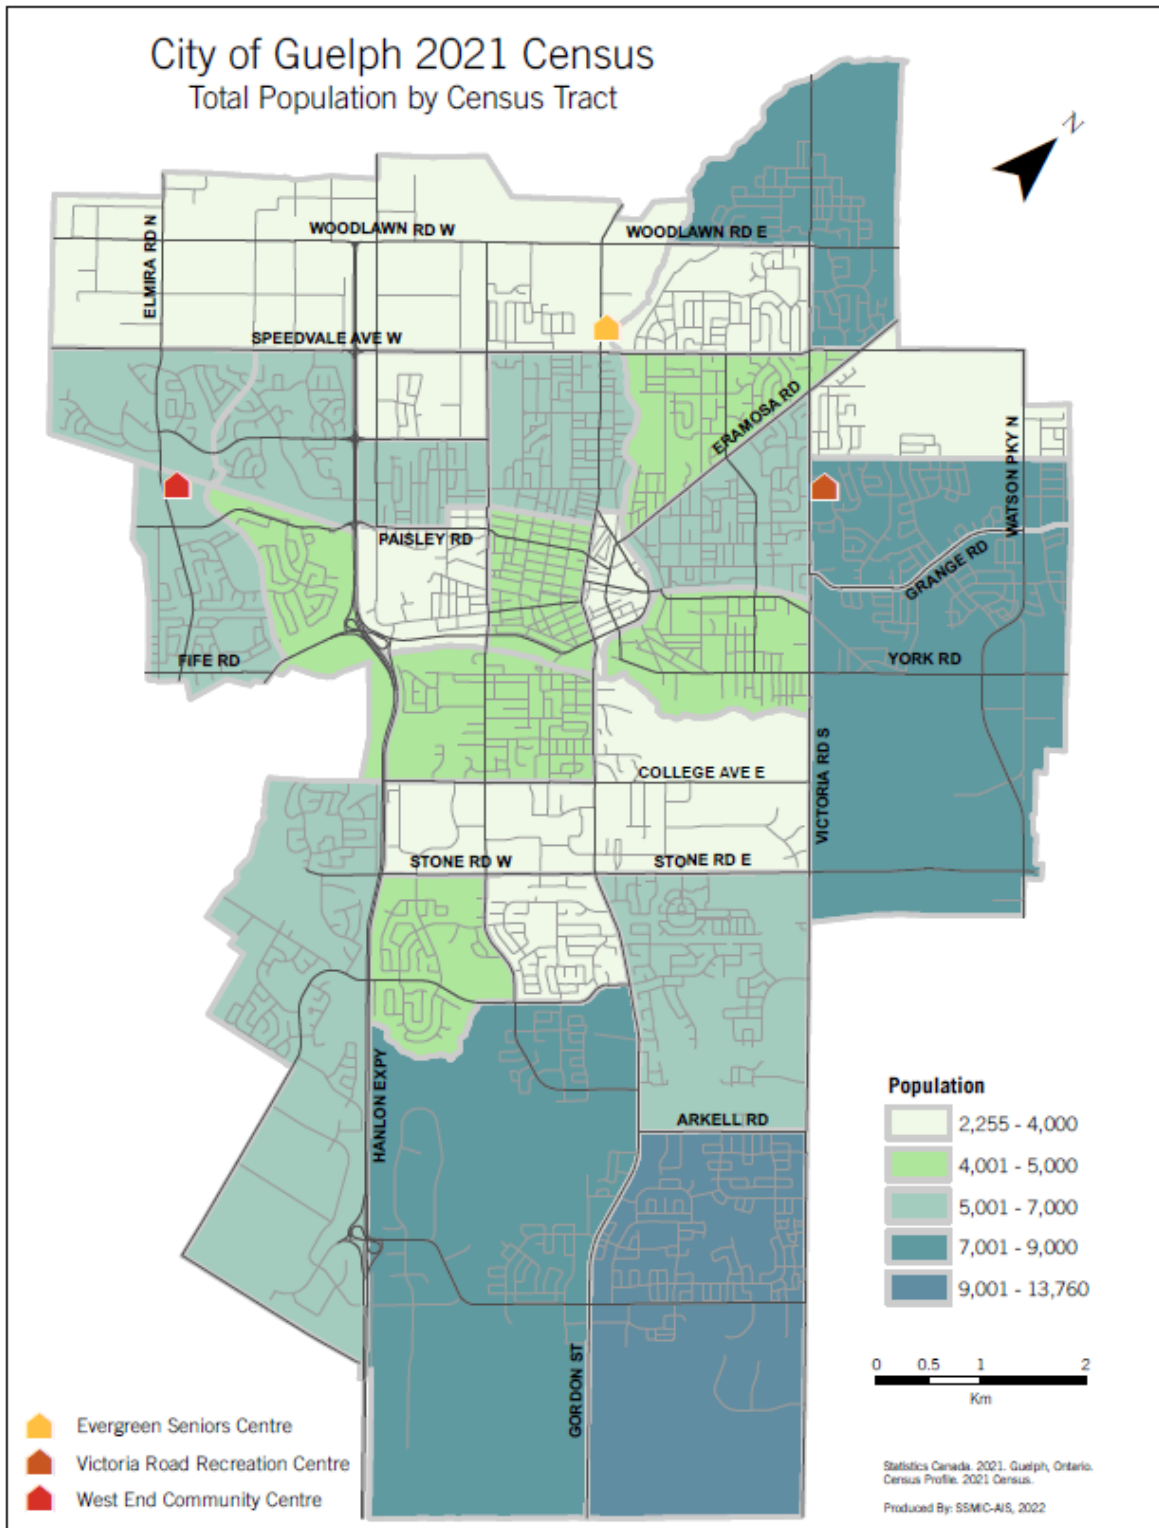 City of Guelph 2021 Census
Total Population by Census Tract
N
WOODLAWN RD W
WOODLAWN RD E
ELMIRA RD N
SPEEDVALE AVE W
ERAMOSA RD
WATSON PKY N
PAISLEY RD
GRANGE RD
FIFE RD
YORK RD
VICTORIA RD S
COLLEGE AVE E
STONE RD W
STONE RD E
HANLON EXPY
ARKELL RD
GORDON ST
Population
2,255 - 4,000
4,001 - 5,000
5,001 - 7,000
7,001 - 9,000
9,001 - 13,760
0 0.5 1 2
Km
Evergreen Seniors Centre
Victoria Road Recreation Centre
West End Community Centre
Statistics Canada. 2021. Guelph, Ontario.
Census Profile. 2021 Census.
Produced By: SSMIC-AIS, 2022